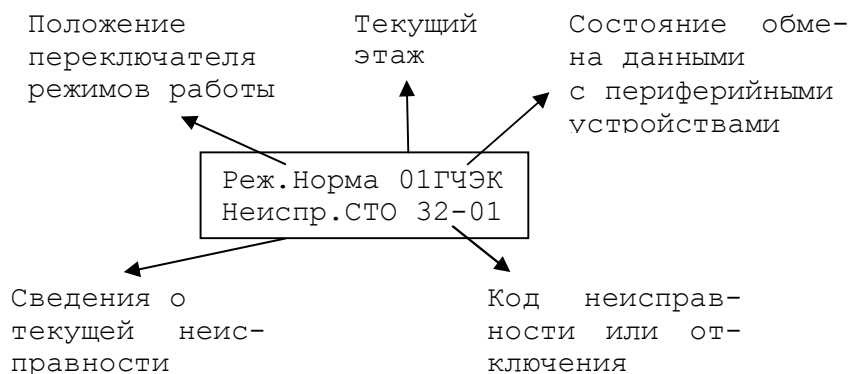 Положение
переключателя
режимов работы
Текущий
этаж
Состояние обме-
на данными
с периферийными
устройствами
Реж.Норма 01ГЧЭК
Неиспр.СТО 32-01
Сведения о
текущей неис-
правности
Код неисправ-
ности или от-
ключения